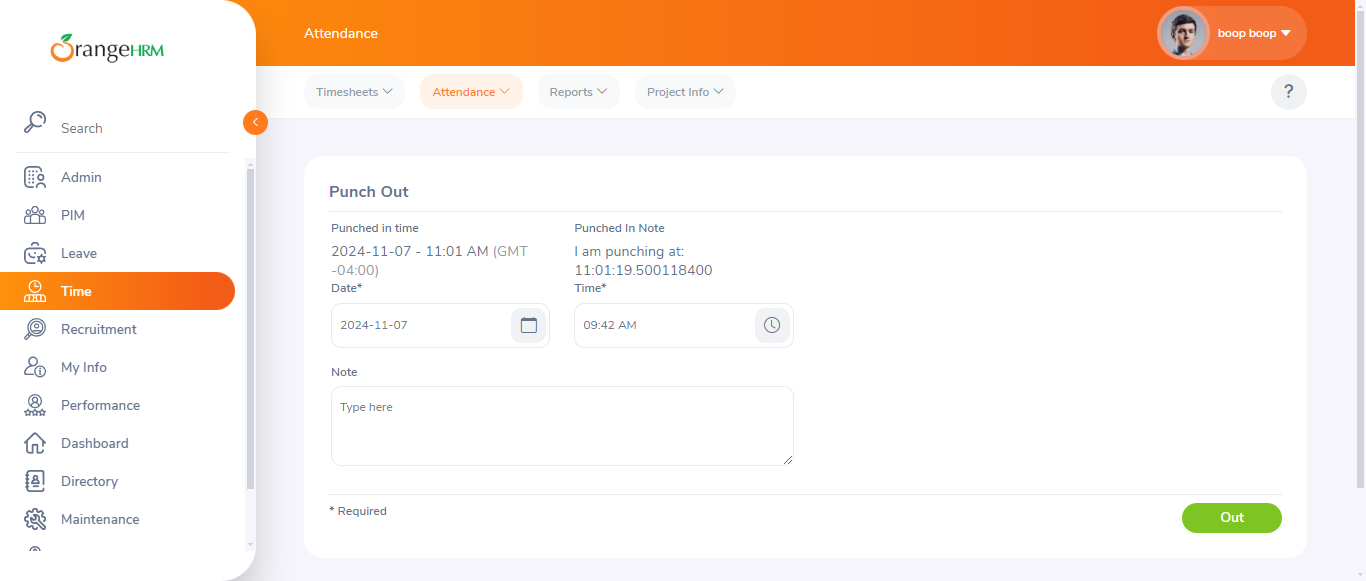 OrangeHRM
Attendance
boop boop
Timesheets
Attendance
Reports
Project Info
?
Search
Admin
PIM
Leave
Time
Recruitment
My Info
Performance
Dashboard
Directory
Maintenance
Punch Out
Punched in time
2024-11-07 - 11:01 AM (GMT
-04:00)
Punched In Note
I am punching at:
11:01:19.500118400
Date*
2024-11-07
Time*
09:42 AM
Note
Type here
* Required
Out